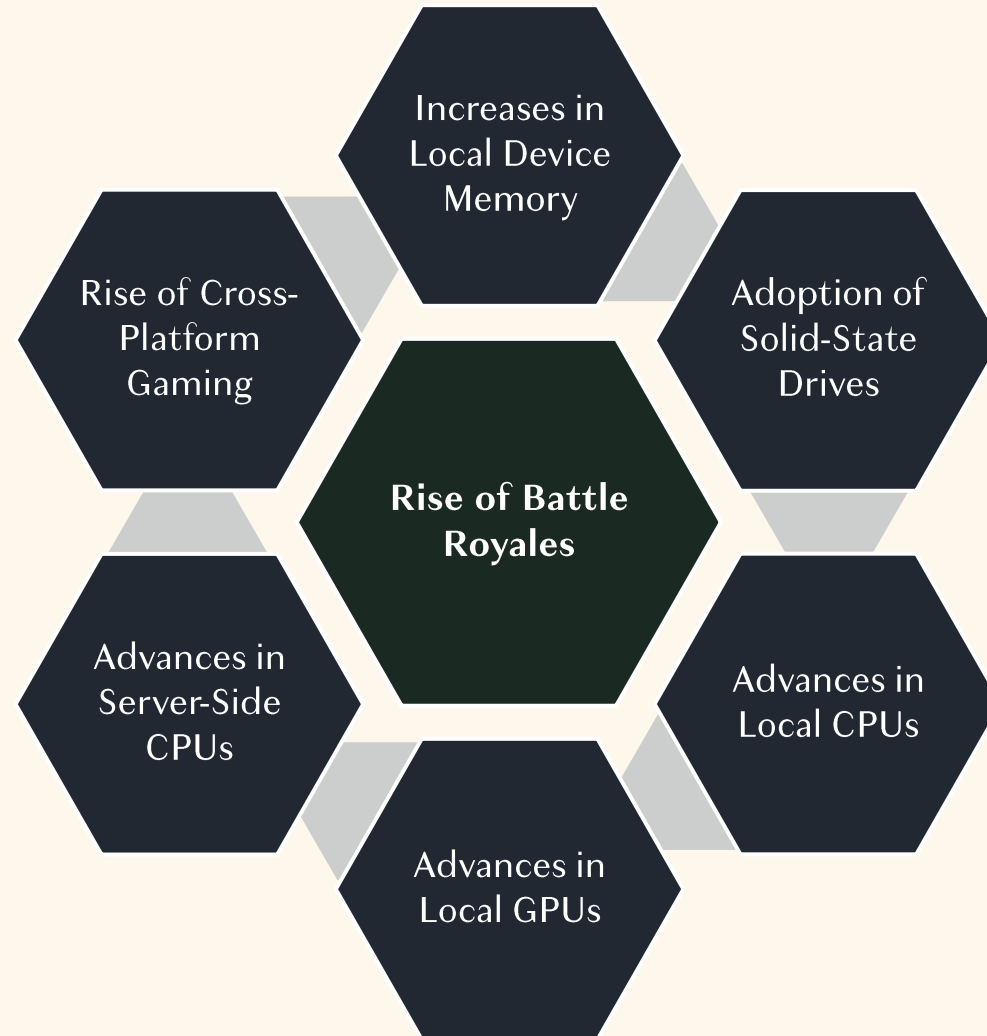 Increases in
Local Device
Memory
Rise of Cross-
Platform
Gaming
Adoption of
Solid-State
Drives
Rise of Battle
Royales
Advances in
Server-Side
CPUs
Advances in
Local CPUs
Advances in
Local GPUs